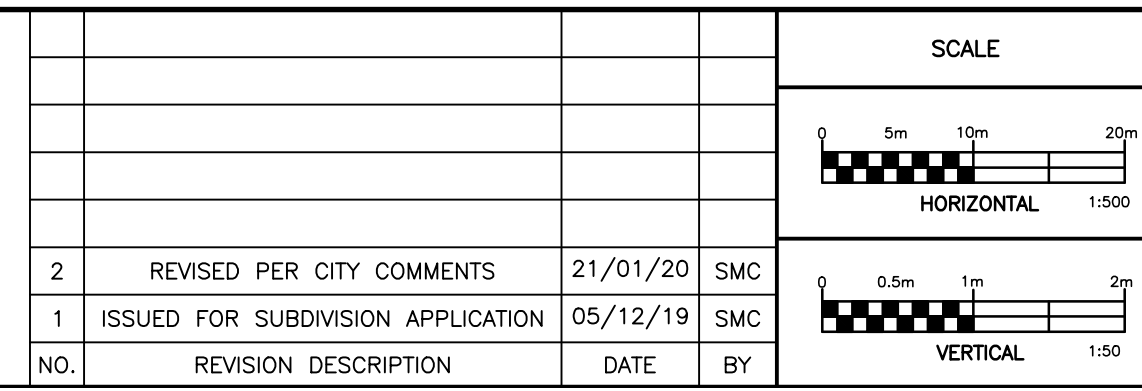 2 REVISED PER CITY COMMENTS 21/01/20 SMC
1 ISSUED FOR SUBDIVISION APPLICATION 05/12/19 SMC
NO. REVISION DESCRIPTION DATE BY
SCALE
0 5m 10m 20m
HORIZONTAL 1:500
0 0.5m 1m 2m
VERTICAL 1:50